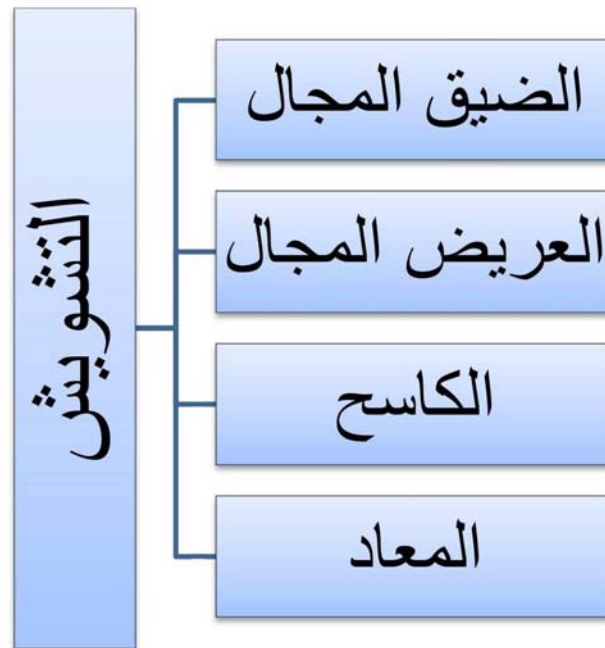 التشويش
الضيق المجال
العريض المجال
الكاسح
المعاد